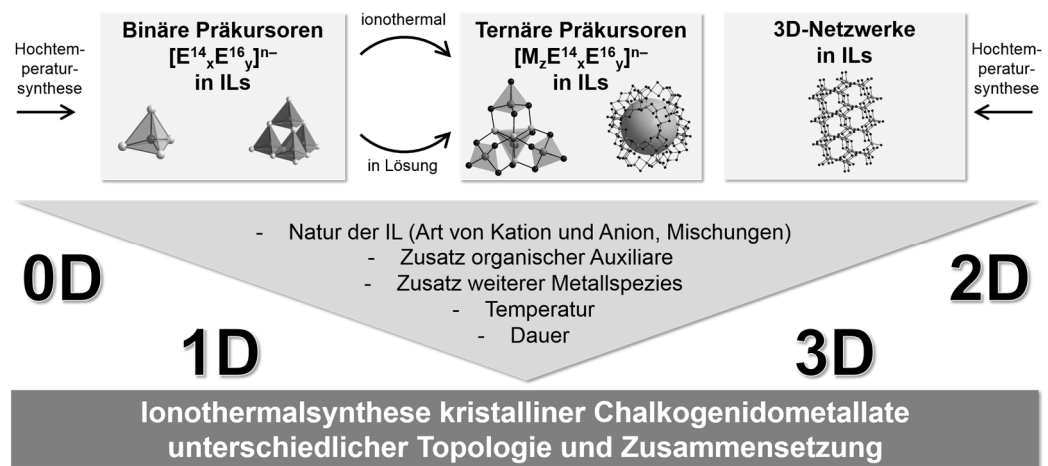 Hochtem-
peratur-
synthese
Binäre Präkursoren
[E¹⁴ₓE¹⁶ᵧ]ⁿ⁻
in ILs
ionothermal
in Lösung
Ternäre Präkursoren
[M_zE¹⁴ₓE¹⁶ᵧ]ⁿ⁻
in ILs
3D-Netzwerke
in ILs
Hochtem-
peratur-
synthese
- Natur der IL (Art von Kation und Anion, Mischungen)
- Zusatz organischer Auxiliare
- Zusatz weiterer Metallspezies
- Temperatur
- Dauer
0D
1D
2D
3D
Ionothermalsynthese kristalliner Chalkogenidometallate
unterschiedlicher Topologie und Zusammensetzung